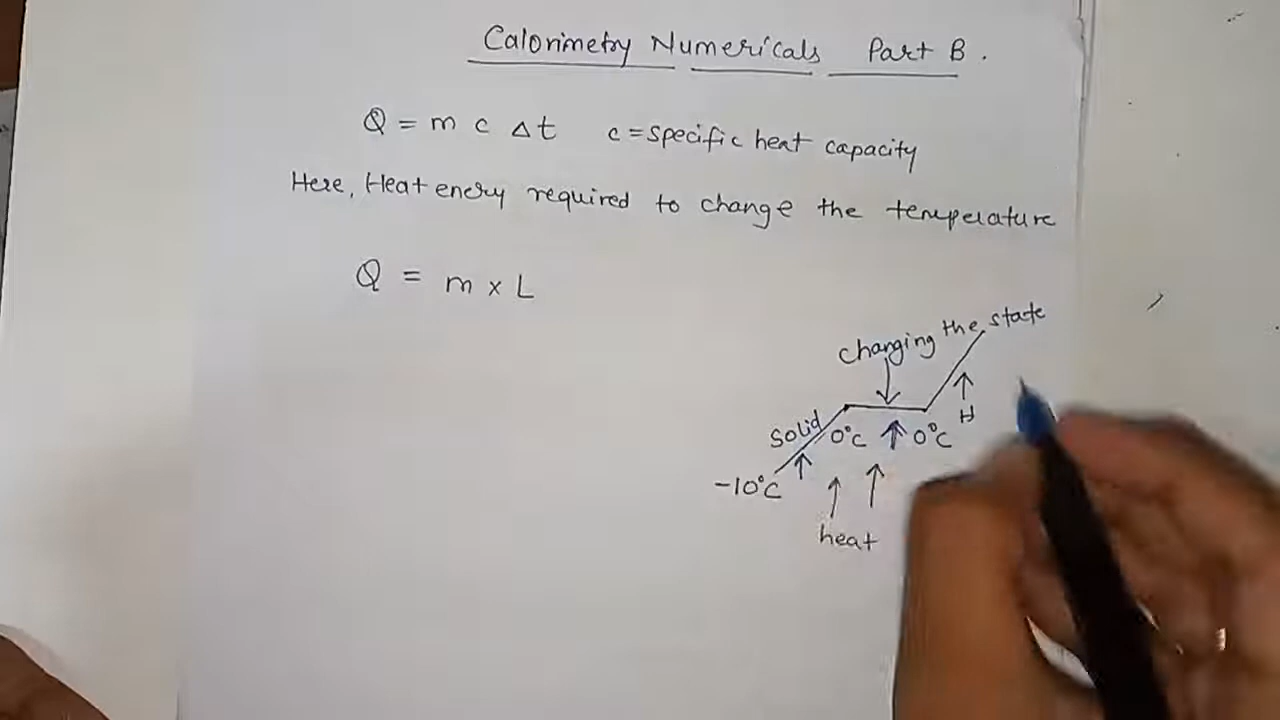 Calorimetry Numericals Part B.
Q = m c Δt c = specific heat capacity
Here, Heat enery required to change the temperature
Q = m × L
changing the state
solid 0°C 0°C H
-10°C
heat